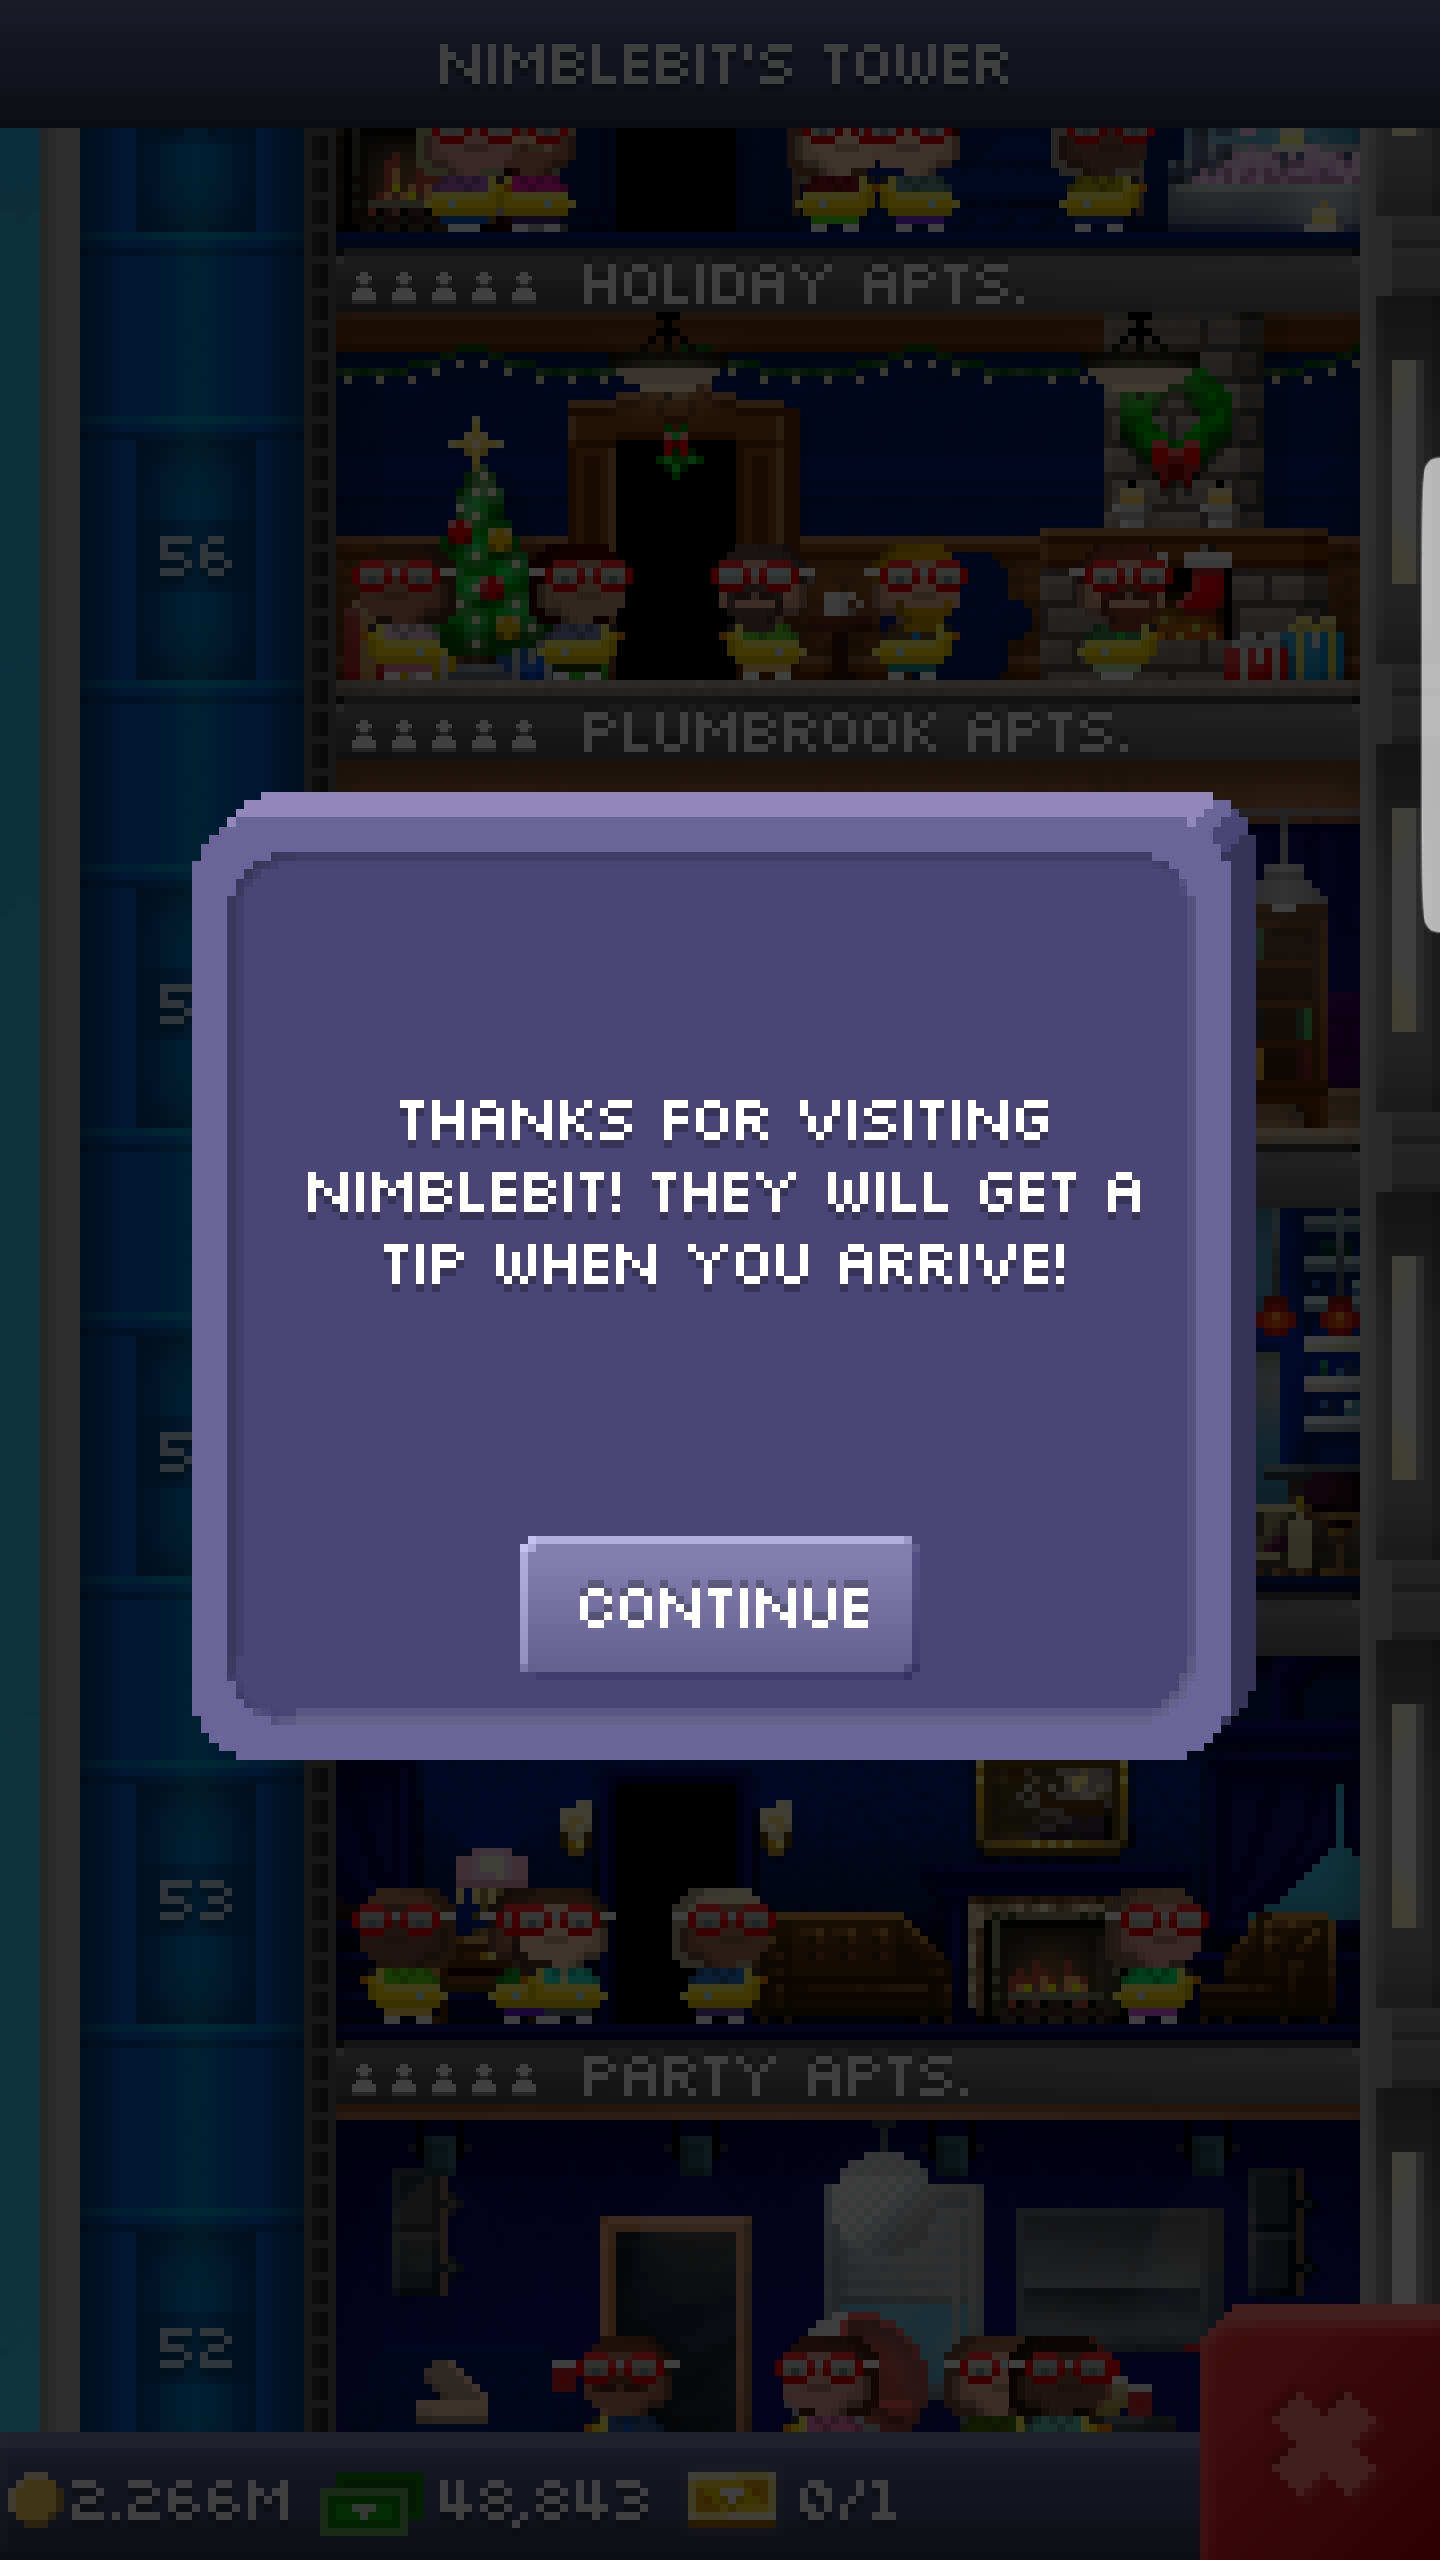 NIMBLEBIT'S TOWER
HOLIDAY APTS.
56
PLUMBROOK APTS.
THANKS FOR VISITING
NIMBLEBIT! THEY WILL GET A
TIP WHEN YOU ARRIVE!
CONTINUE
53
PARTY APTS.
52
2.266M 48,843 0/1